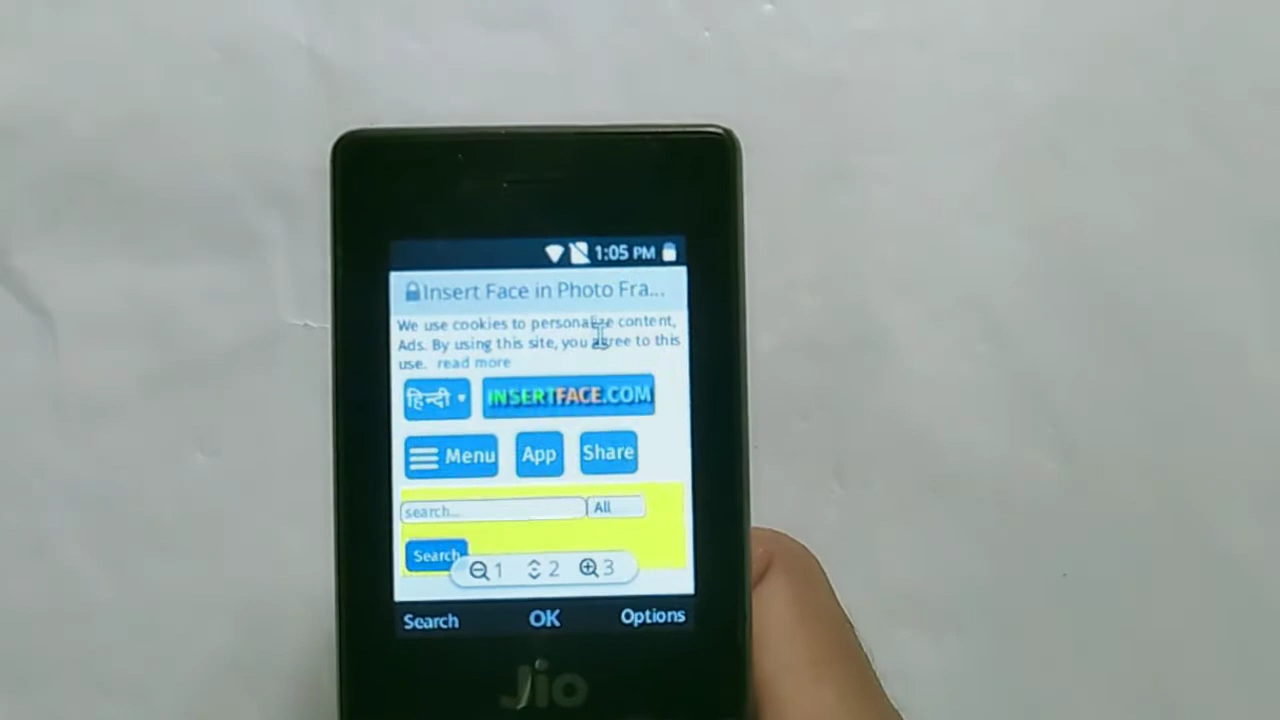 1:05 PM
Insert Face in Photo Fra...
We use cookies to personalize content,
Ads. By using this site, you agree to this
use. read more
हिन्दी INSERTFACE.COM
Menu App Share
search... All
Search
1 2 3
Search OK Options
Jio